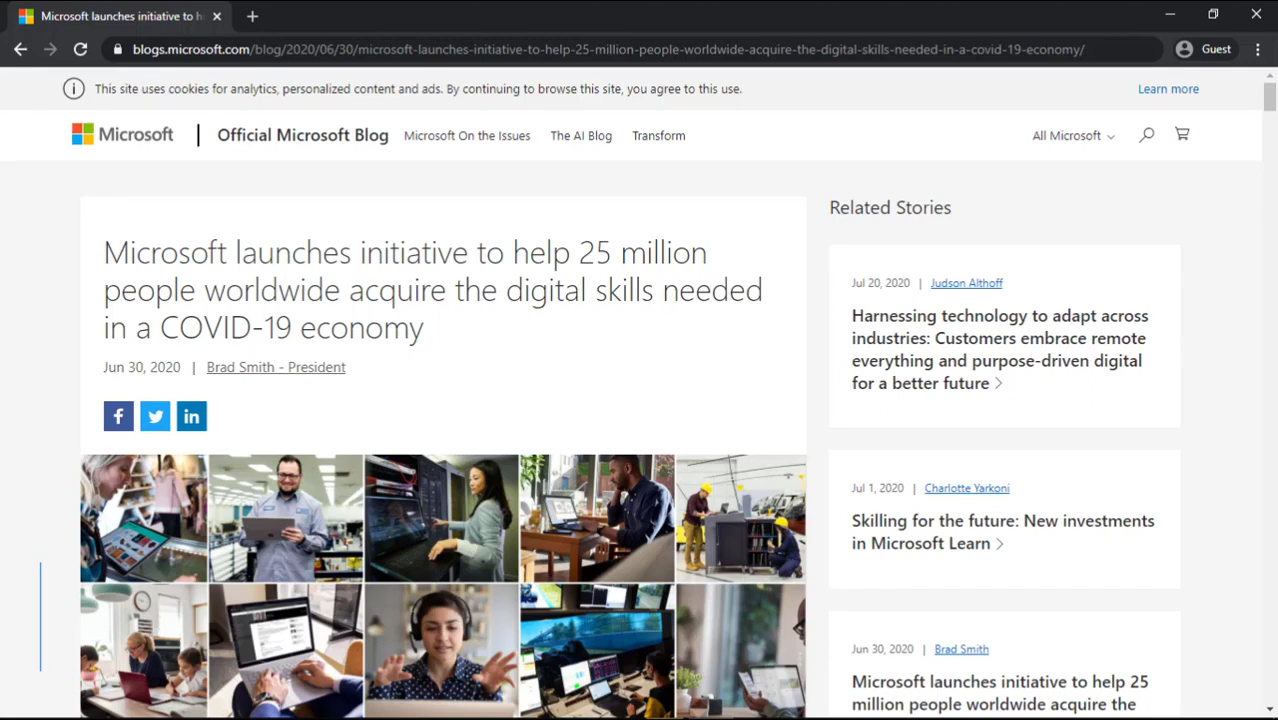 Microsoft launches initiative to h
blogs.microsoft.com/blog/2020/06/30/microsoft-launches-initiative-to-help-25-million-people-worldwide-acquire-the-digital-skills-needed-in-a-covid-19-economy/
Guest
This site uses cookies for analytics, personalized content and ads. By continuing to browse this site, you agree to this use.
Learn more
Microsoft
Official Microsoft Blog
Microsoft On the Issues
The AI Blog
Transform
All Microsoft
Microsoft launches initiative to help 25 million
people worldwide acquire the digital skills needed
in a COVID-19 economy
Jun 30, 2020 | Brad Smith - President
Related Stories
Jul 20, 2020 | Judson Althoff
Harnessing technology to adapt across
industries: Customers embrace remote
everything and purpose-driven digital
for a better future
Jul 1, 2020 | Charlotte Yarkoni
Skilling for the future: New investments
in Microsoft Learn
Jun 30, 2020 | Brad Smith
Microsoft launches initiative to help 25
million people worldwide acquire the